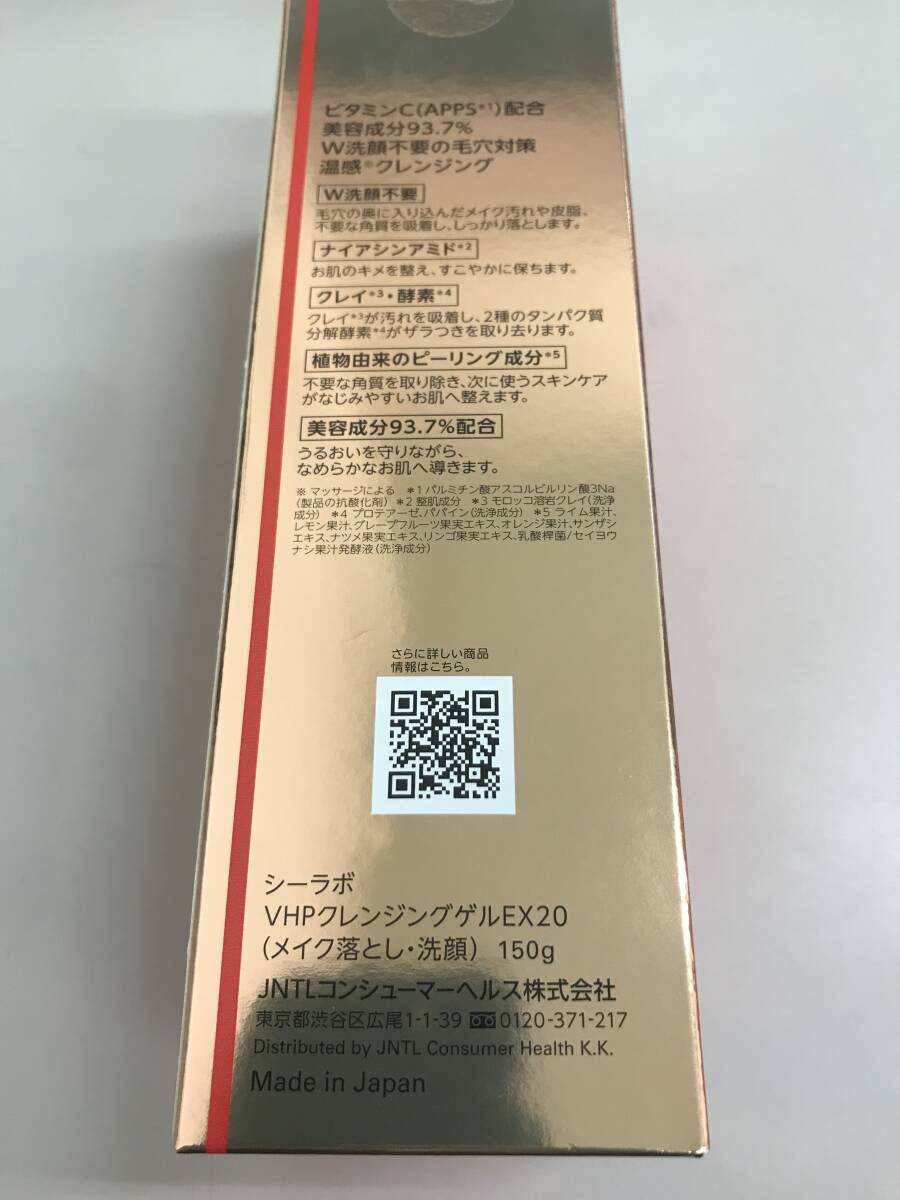 ビタミンC(APPS*1)配合
美容成分93.7%
W洗顔不要の毛穴対策
温感※クレンジング
W洗顔不要
毛穴の奥に入り込んだメイク汚れや皮脂、
不要な角質を吸着し、しっかり落とします。
ナイアシンアミド*2
お肌のキメを整え、すこやかに保ちます。
クレイ*3・酵素*4
クレイ*3が汚れを吸着し、2種のタンパク質
分解酵素*4がザラつきを取り去ります。
植物由来のピーリング成分*5
不要な角質を取り除き、次に使うスキンケア
がなじみやすいお肌へ整えます。
美容成分93.7%配合
うるおいを守りながら、
なめらかなお肌へ導きます。
※ マッサージによる *1 パルミチン酸アスコルビルリン酸3Na
(製品の抗酸化剤) *2 整肌成分 *3 モロッコ溶岩クレイ(洗浄
成分) *4 プロテアーゼ、パパイン(洗浄成分) *5 ライム果汁、
レモン果汁、グレープフルーツ果実エキス、オレンジ果汁、サンザシ
エキス、ナツメ果実エキス、リンゴ果実エキス、乳酸桿菌/セイヨウ
ナシ果汁発酵液(洗浄成分)
さらに詳しい商品
情報はこちら。
シーラボ
VHPクレンジングゲルEX20
(メイク落とし・洗顔) 150g
JNTLコンシューマーヘルス株式会社
東京都渋谷区広尾1-1-39 0120-371-217
Distributed by JNTL Consumer Health K.K.
Made in Japan